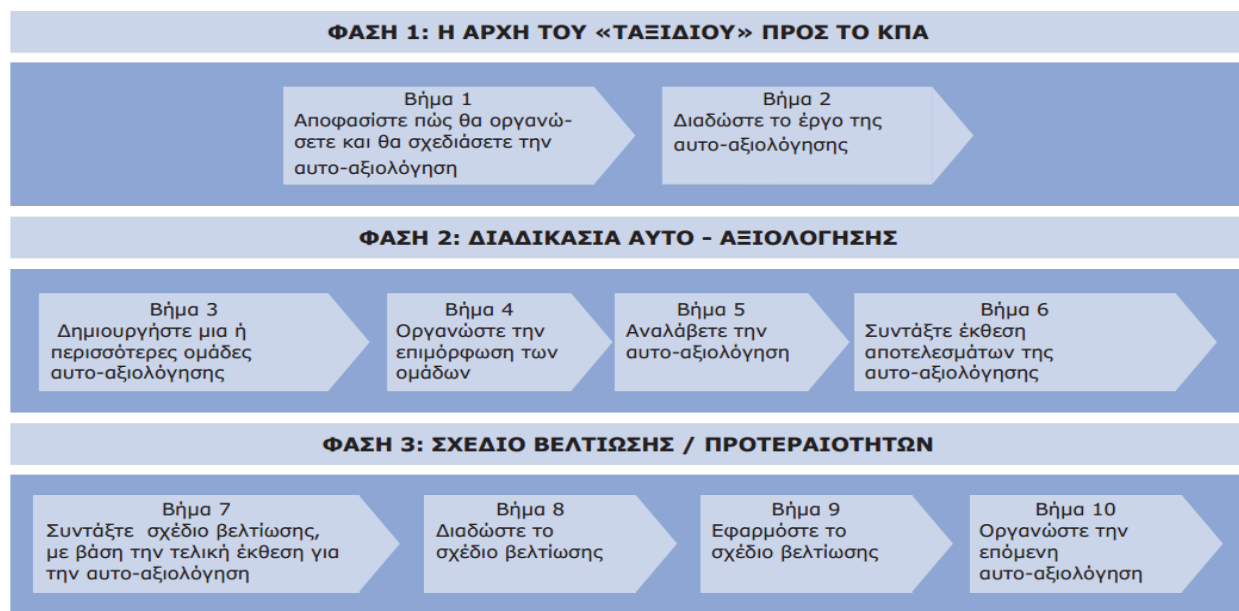 ΦΑΣΗ 1: Η ΑΡΧΗ ΤΟΥ «ΤΑΞΙΔΙΟΥ» ΠΡΟΣ ΤΟ ΚΠΑ
Βήμα 1
Αποφασίστε πώς θα οργανώ-
σετε και θα σχεδιάσετε την
αυτο-αξιολόγηση
Βήμα 2
Διαδώστε το έργο της
αυτο-αξιολόγησης
ΦΑΣΗ 2: ΔΙΑΔΙΚΑΣΙΑ ΑΥΤΟ - ΑΞΙΟΛΟΓΗΣΗΣ
Βήμα 3
Δημιουργήστε μια ή
περισσότερες ομάδες
αυτο-αξιολόγησης
Βήμα 4
Οργανώστε την
επιμόρφωση των
ομάδων
Βήμα 5
Αναλάβετε την
αυτο-αξιολόγηση
Βήμα 6
Συντάξτε έκθεση
αποτελεσμάτων της
αυτο-αξιολόγησης
ΦΑΣΗ 3: ΣΧΕΔΙΟ ΒΕΛΤΙΩΣΗΣ / ΠΡΟΤΕΡΑΙΟΤΗΤΩΝ
Βήμα 7
Συντάξτε σχέδιο βελτίωσης,
με βάση την τελική έκθεση για
την αυτο-αξιολόγηση
Βήμα 8
Διαδώστε το
σχέδιο βελτίωσης
Βήμα 9
Εφαρμόστε το
σχέδιο βελτίωσης
Βήμα 10
Οργανώστε την
επόμενη
αυτο-αξιολόγηση